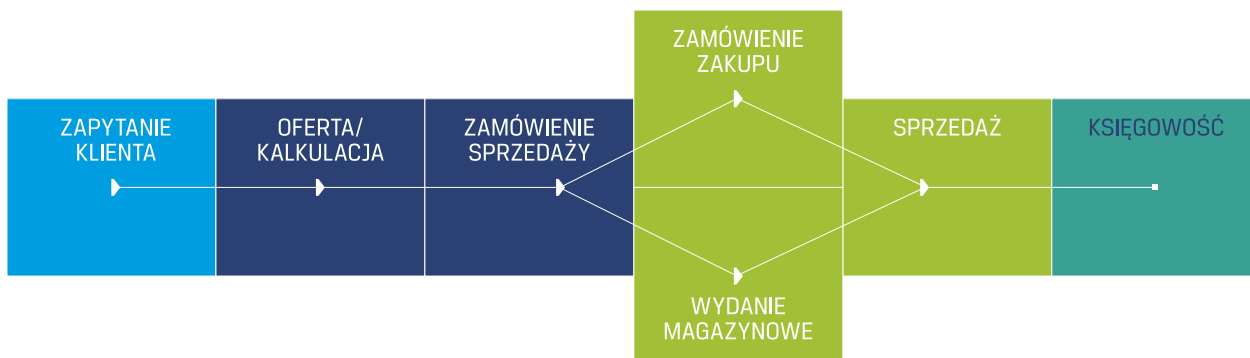 ZAPYTANIE
KLIENTA
OFERTA/
KALKULACJA
ZAMÓWIENIE
SPRZEDAŻY
ZAMÓWIENIE
ZAKUPU
WYDANIE
MAGAZYNOWE
SPRZEDAŻ
KSIĘGOWOŚĆ